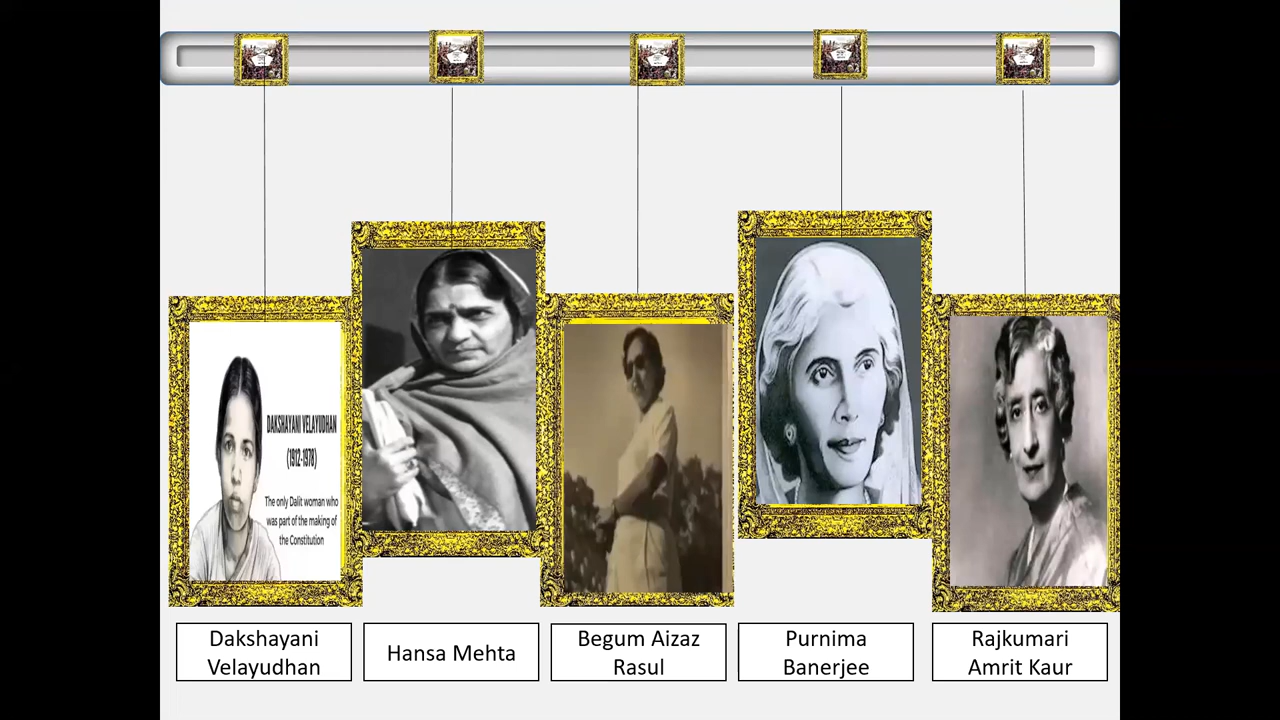 DAKSHAYANI VELAYUDHAN
(1912-1978)
The only Dalit woman who
was part of the making of
the Constitution
Dakshayani
Velayudhan
Hansa Mehta
Begum Aizaz
Rasul
Purnima
Banerjee
Rajkumari
Amrit Kaur